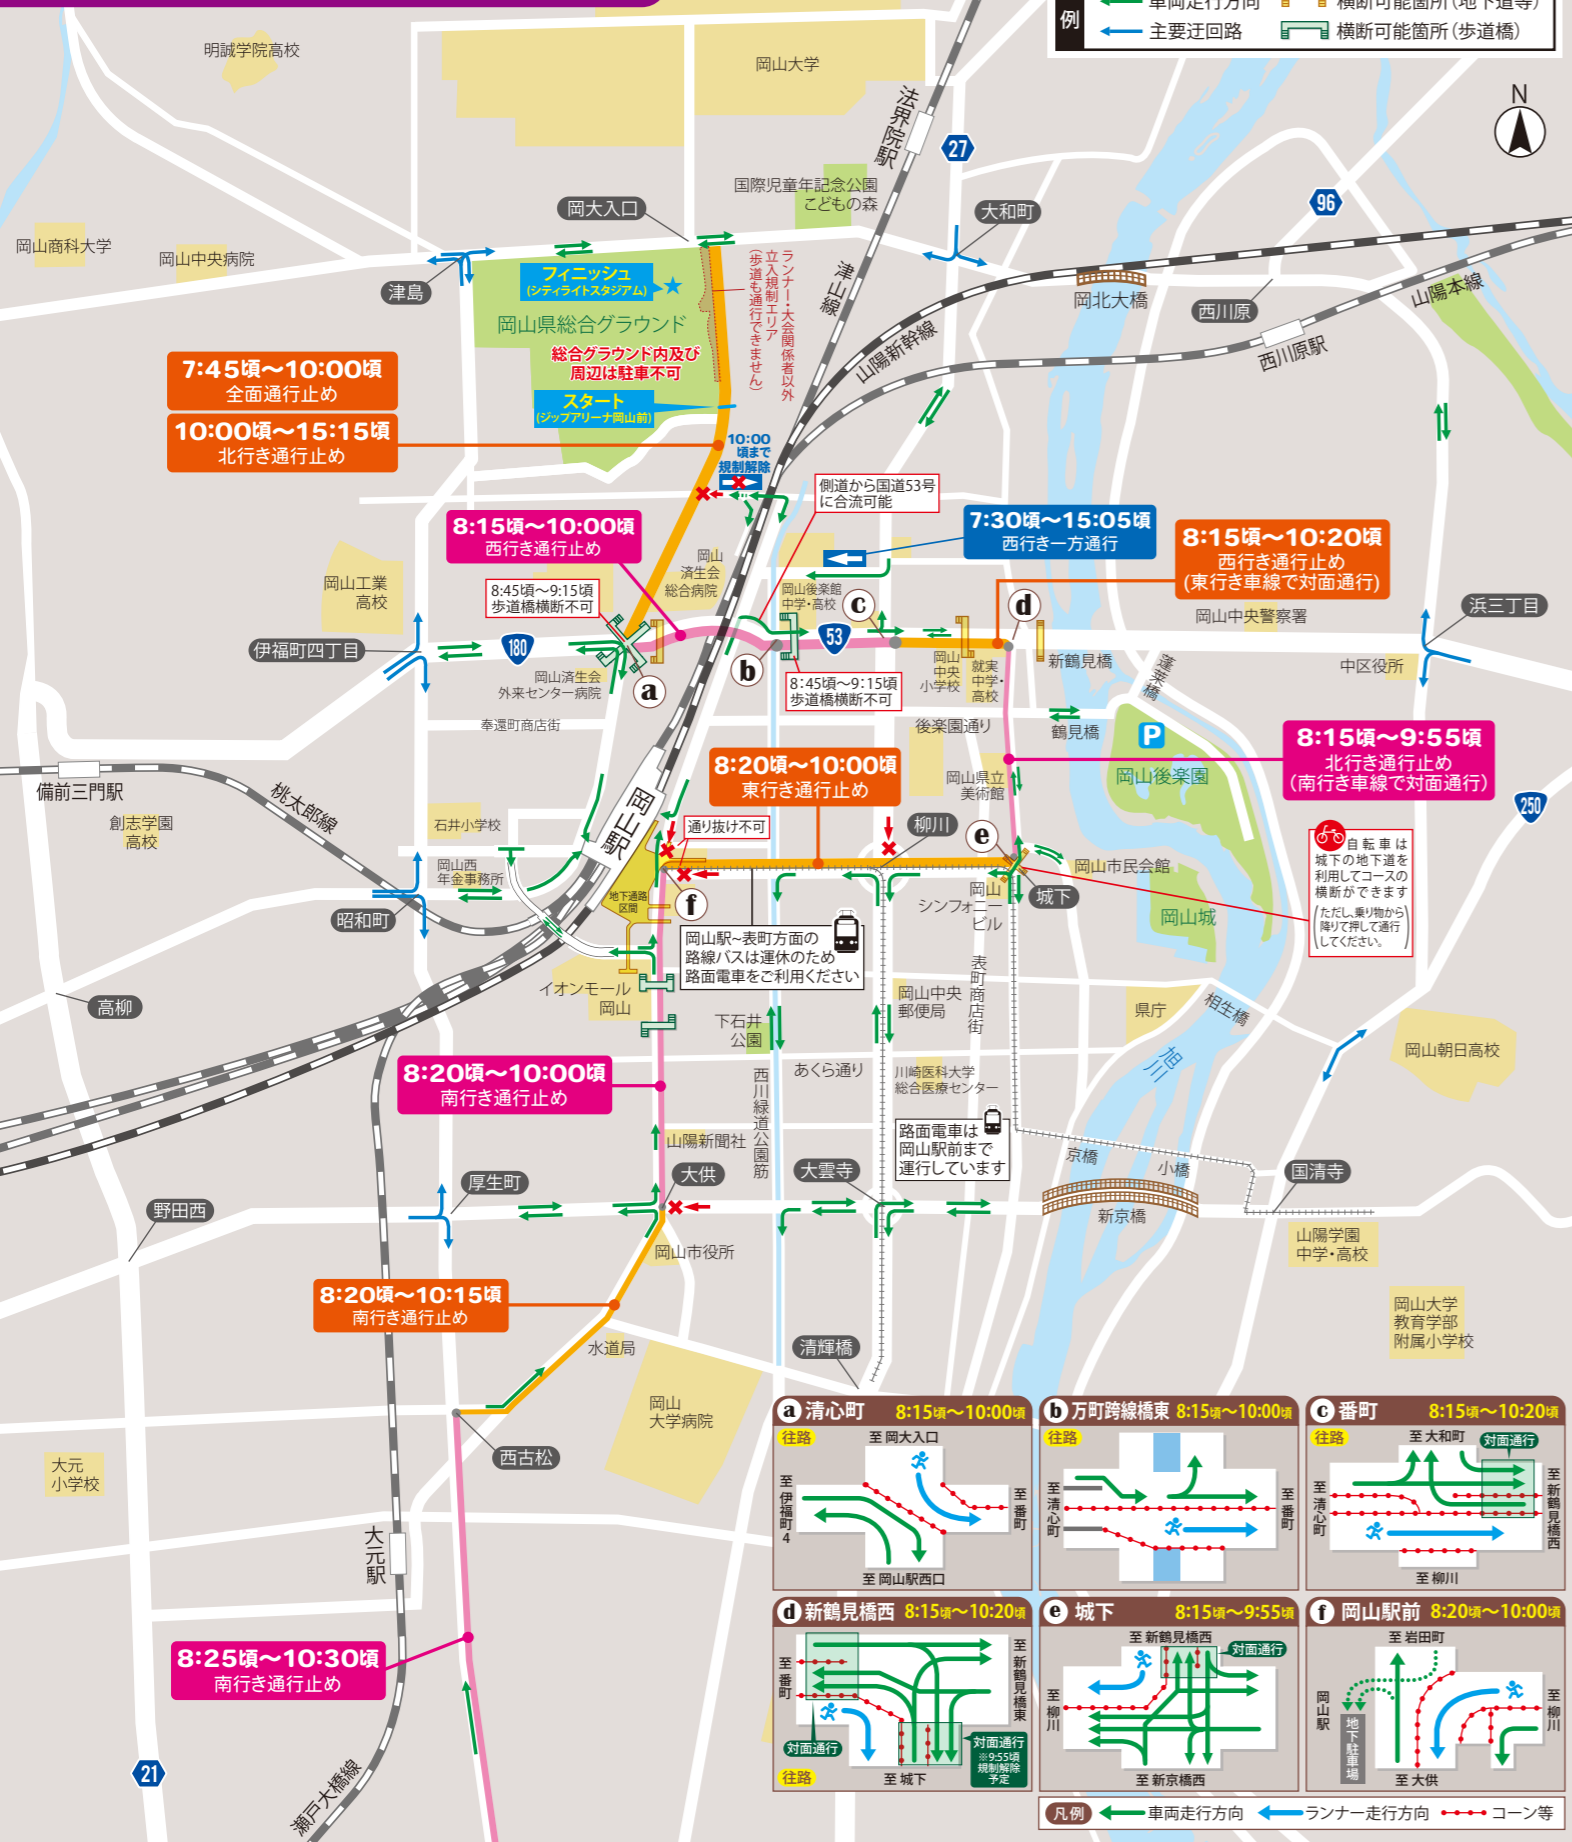 例
車両走行方向
横断可能箇所(地下道等)
主要迂回路
横断可能箇所(歩道橋)
N
明誠学院高校
岡山大学
法界院駅
27
96
国際児童年記念公園
こどもの森
岡大入口
大和町
岡山商科大学
岡山中央病院
津島
フィニッシュ
(シティライトスタジアム)
岡山県総合グラウンド
総合グラウンド内及び
周辺は駐車不可
スタート
(ジップアリーナ岡山前)
ランナー・大会関係者以外
立入規制エリア
(歩道も通行できません)
津山線
山陽新幹線
岡北大橋
西川原
山陽本線
西川原駅
7:45頃～10:00頃
全面通行止め
10:00頃～15:15頃
北行き通行止め
10:00
頃まで
規制解除
側道から国道53号
に合流可能
8:15頃～10:00頃
西行き通行止め
7:30頃～15:05頃
西行き一方通行
8:15頃～10:20頃
西行き通行止め
(東行き車線で対面通行)
岡山工業
高校
8:45頃～9:15頃
歩道橋横断不可
岡山
済生会
総合病院
岡山後楽館
中学・高校
c
d
岡山中央警察署
浜三丁目
伊福町四丁目
180
53
a
b
岡山済生会
外来センター病院
8:45頃～9:15頃
歩道橋横断不可
岡山
中央
小学校
就実
中学・
高校
新鶴見橋
蓬莱橋
中区役所
奉還町商店街
後楽園通り
鶴見橋
P
岡山後楽園
8:15頃～9:55頃
北行き通行止め
(南行き車線で対面通行)
8:20頃～10:00頃
東行き通行止め
岡山県立
美術館
備前三門駅
桃太郎線
創志学園
高校
石井小学校
岡山駅
通り抜け不可
柳川
e
250
自転車は
城下の地下道を
利用してコースの
横断ができます
(ただし、乗り物から
降りて押して通行
してください。)
岡山市民会館
岡山西
年金事務所
地下通路
区間
昭和町
f
岡山
シンフォニー
ビル
城下
岡山城
岡山駅~表町方面の
路線バスは運休のため
路面電車をご利用ください
表町商店街
高柳
イオンモール
岡山
下石井
公園
岡山中央
郵便局
県庁
相生橋
旭川
岡山朝日高校
8:20頃～10:00頃
南行き通行止め
あくら通り
川崎医科大学
総合医療センター
西川緑道公園筋
路面電車は
岡山駅前まで
運行しています
山陽新聞社
京橋
小橋
厚生町
大供
大雲寺
国清寺
野田西
新京橋
岡山市役所
山陽学園
中学・高校
8:20頃～10:15頃
南行き通行止め
水道局
清輝橋
岡山大学
教育学部
附属小学校
岡山
大学病院
西古松
大元
小学校
大元駅
8:25頃～10:30頃
南行き通行止め
21
瀬戸大橋線
a 清心町 8:15頃～10:00頃
往路
至 岡大入口
至 伊福町4
至 番町
至 岡山駅西口
b 万町跨線橋東 8:15頃～10:00頃
往路
至 清心町
至 番町
c 番町 8:15頃～10:20頃
往路
至 大和町
対面通行
至 清心町
至 新鶴見橋西
至 柳川
d 新鶴見橋西 8:15頃～10:20頃
至 番町
至 新鶴見橋東
対面通行
対面通行
※9:55頃
規制解除
予定
往路
至 城下
e 城下 8:15頃～9:55頃
至 新鶴見橋西
対面通行
至 柳川
至 新京橋西
f 岡山駅前 8:20頃～10:00頃
至 岩田町
岡山駅
地下駐車場
至 柳川
至 大供
凡例
車両走行方向
ランナー走行方向
コーン等